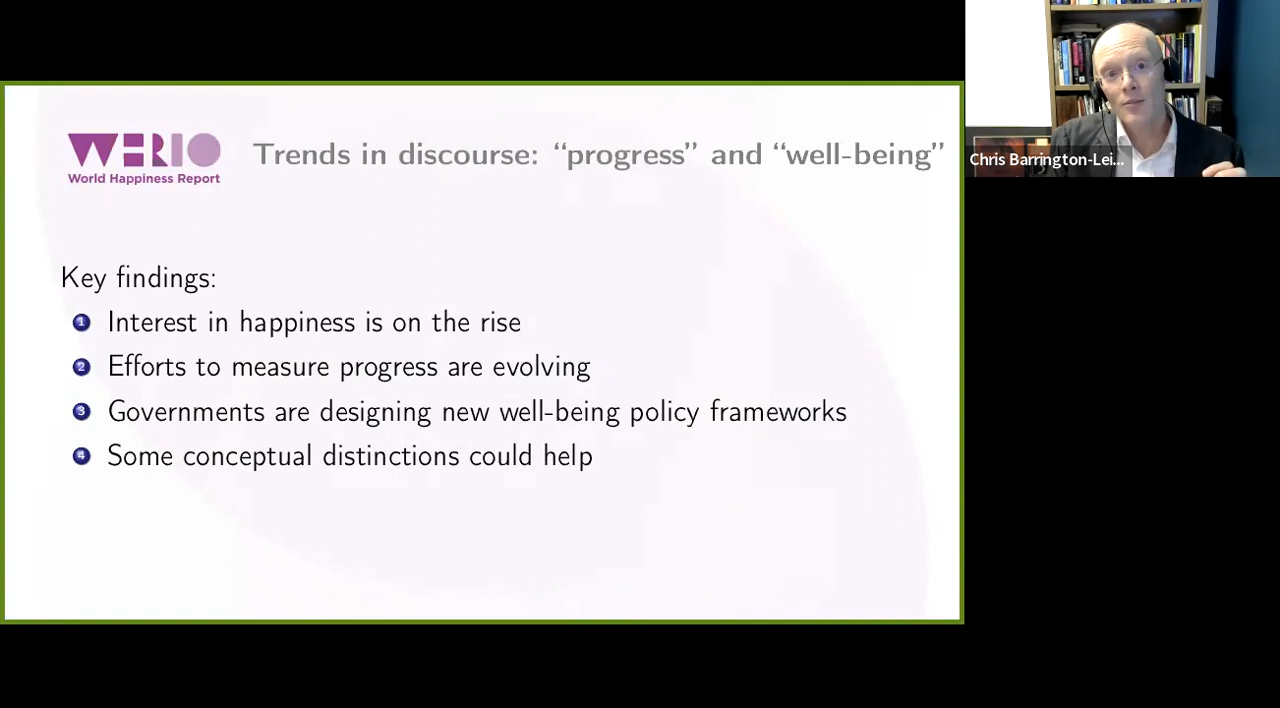 WHR10
World Happiness Report
Trends in discourse: “progress” and “well-being”
Chris Barrington-Lei...
Key findings:
1 Interest in happiness is on the rise
2 Efforts to measure progress are evolving
3 Governments are designing new well-being policy frameworks
4 Some conceptual distinctions could help